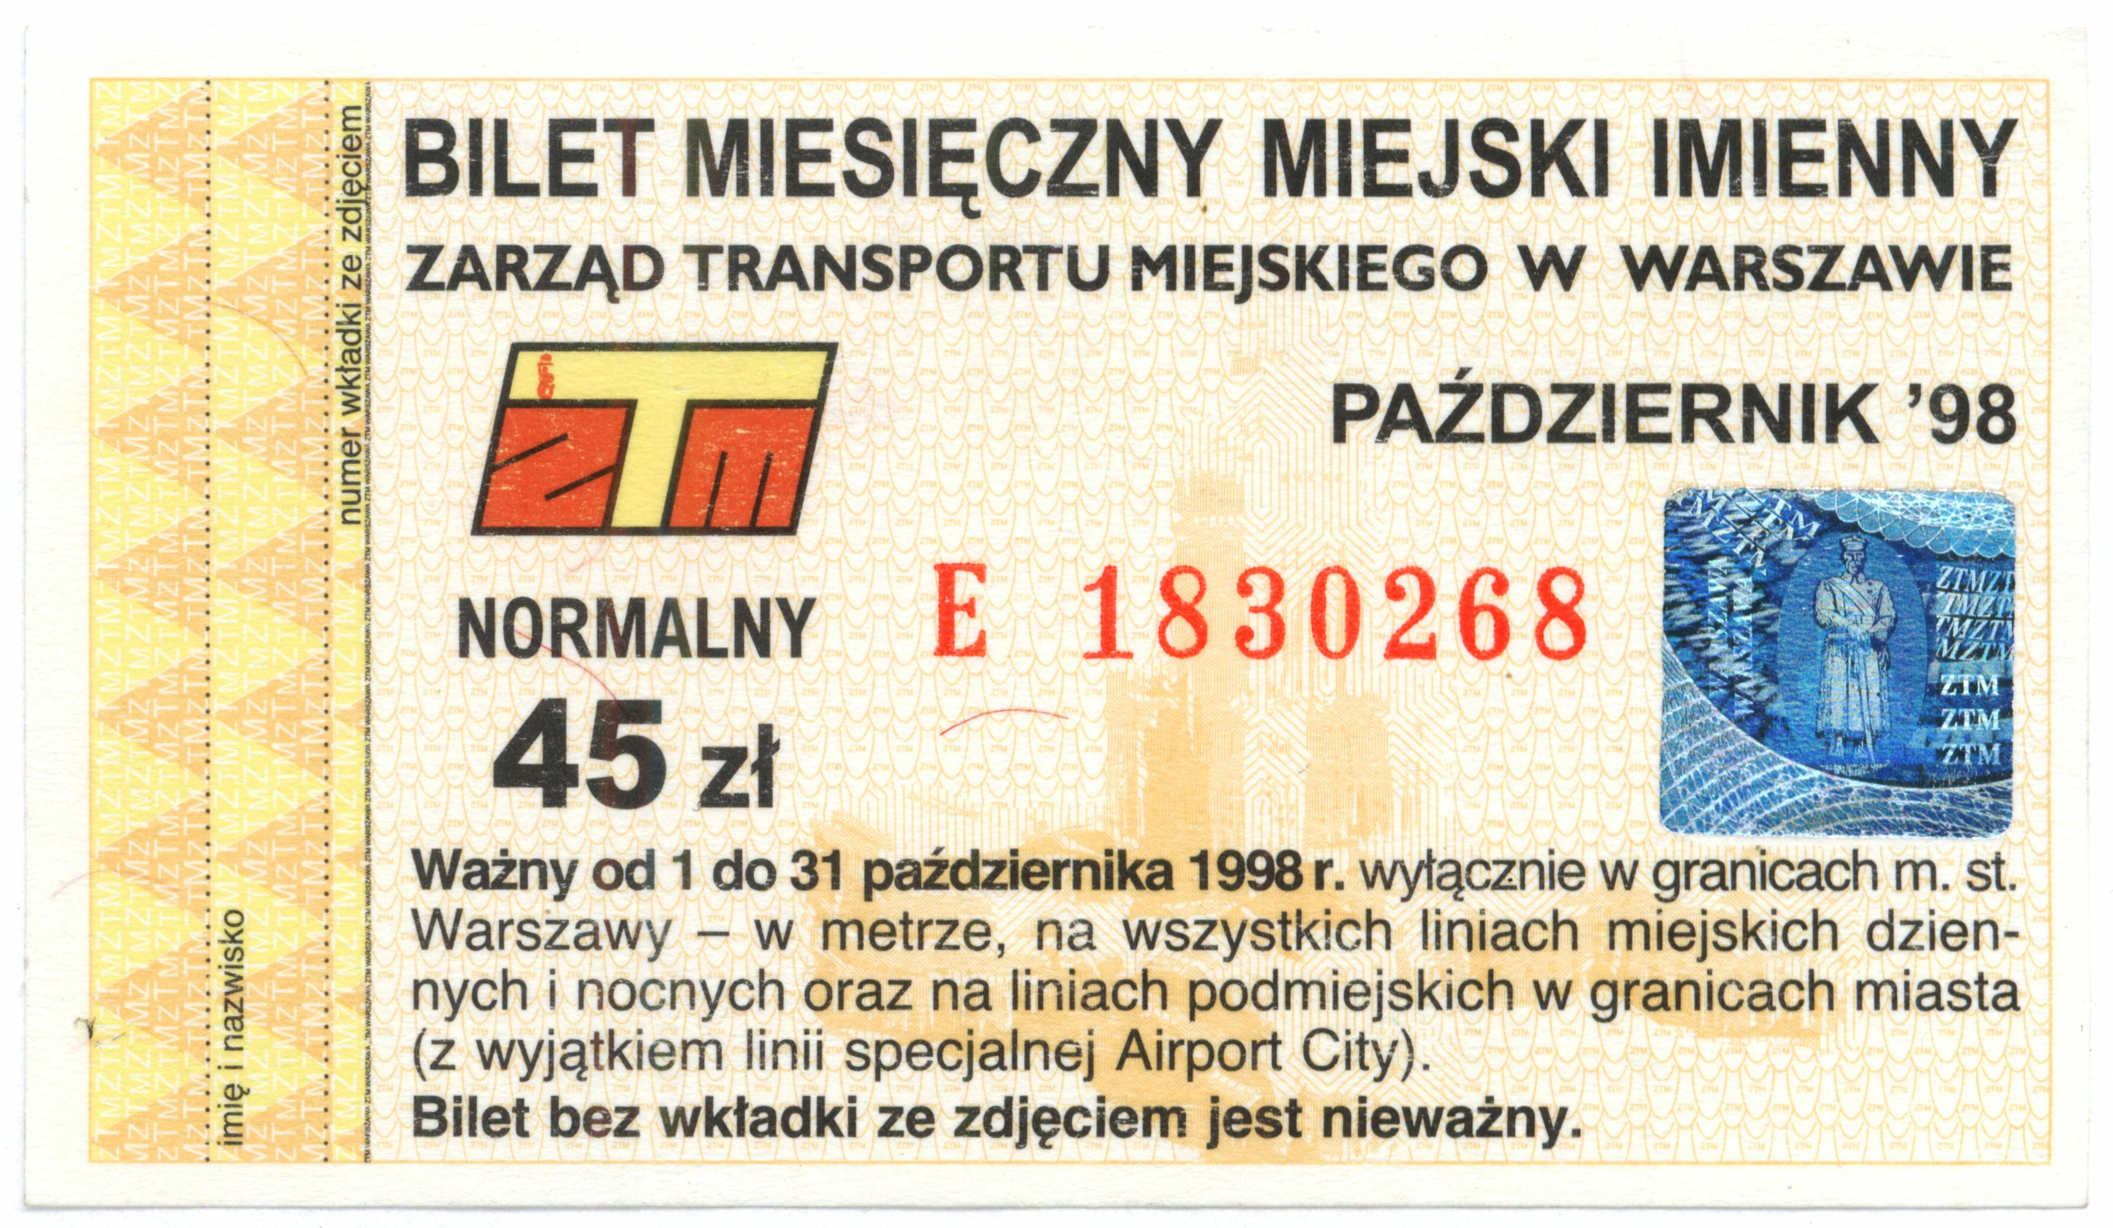 BILET MIESIĘCZNY MIEJSKI IMIENNY
ZARZĄD TRANSPORTU MIEJSKIEGO W WARSZAWIE
ZTM
PAŹDZIERNIK ’98
NORMALNY
E 1830268
45 zł
ZTM
ZTM
ZTM
Ważny od 1 do 31 października 1998 r. wyłącznie w granicach m. st.
Warszawy – w metrze, na wszystkich liniach miejskich dzien-
nych i nocnych oraz na liniach podmiejskich w granicach miasta
(z wyjątkiem linii specjalnej Airport City).
Bilet bez wkładki ze zdjęciem jest nieważny.
numer wkładki ze zdjęciem
imię i nazwisko